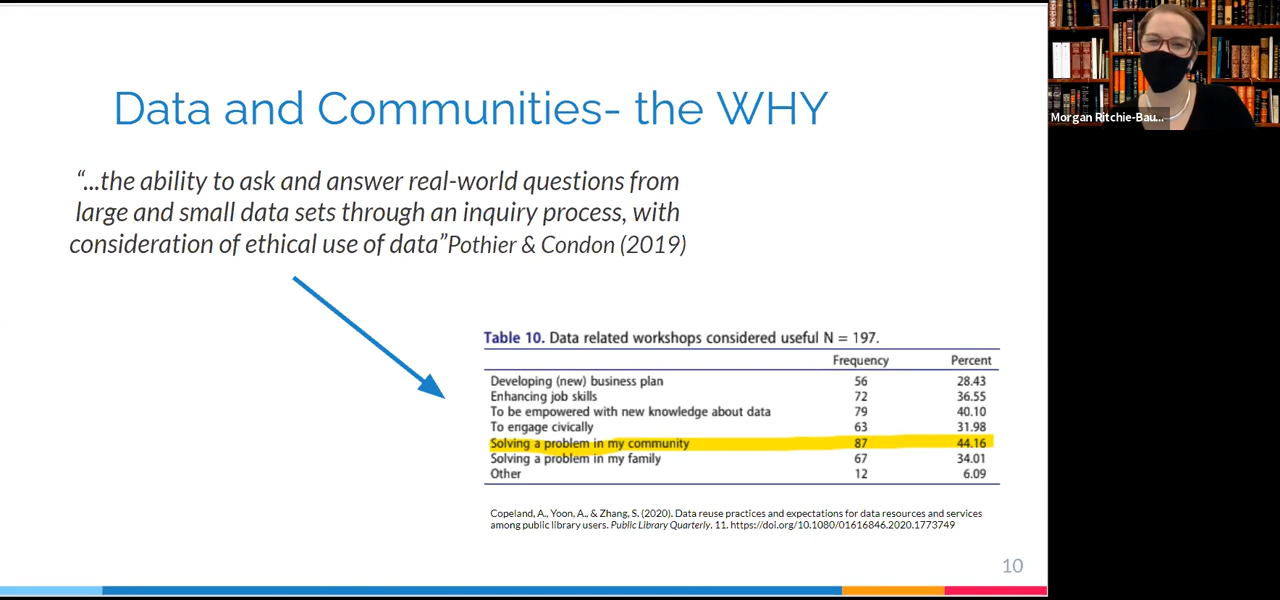 Data and Communities- the WHY
“...the ability to ask and answer real-world questions from
large and small data sets through an inquiry process, with
consideration of ethical use of data”Pothier & Condon (2019)
Table 10. Data related workshops considered useful N = 197.
Frequency Percent
Developing (new) business plan 56 28.43
Enhancing job skills 72 36.55
To be empowered with new knowledge about data 79 40.10
To engage civically 63 31.98
Solving a problem in my community 87 44.16
Solving a problem in my family 67 34.01
Other 12 6.09
Copeland, A., Yoon, A., & Zhang, S. (2020). Data reuse practices and expectations for data resources and services
among public library users. Public Library Quarterly. 11. https://doi.org/10.1080/01616846.2020.1773749
10
Morgan Ritchie-Bau...